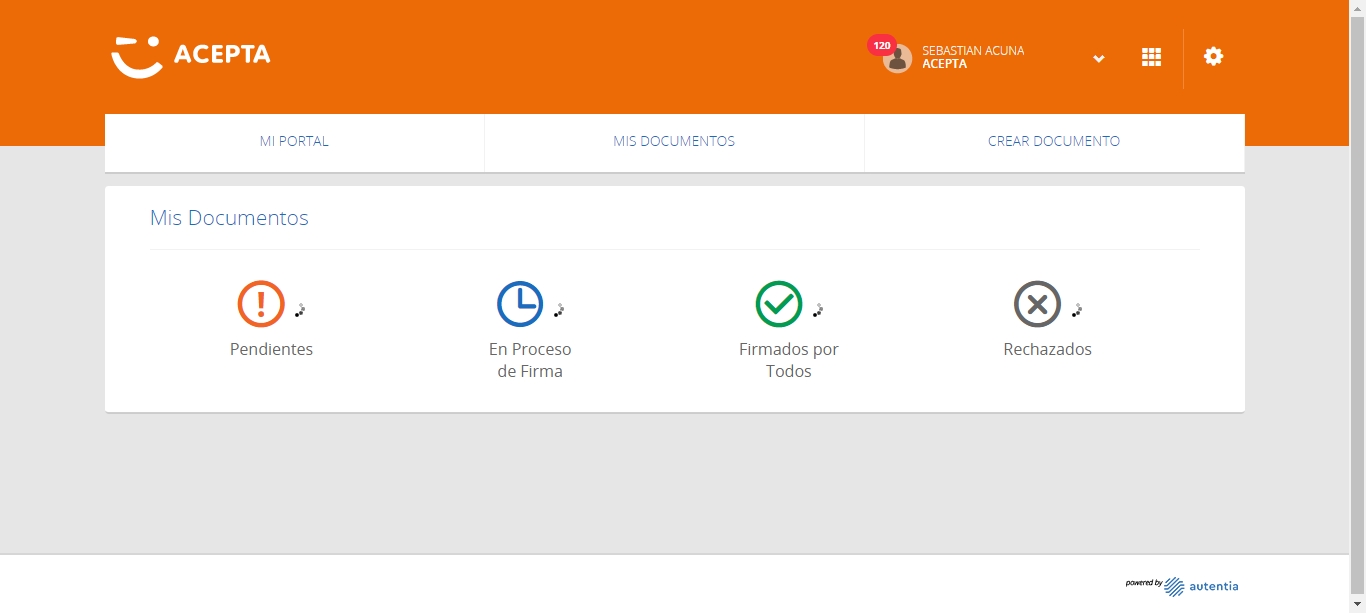 ACEPTA
120
SEBASTIAN ACUNA
ACEPTA
MI PORTAL
MIS DOCUMENTOS
CREAR DOCUMENTO
Mis Documentos
Pendientes
En Proceso
de Firma
Firmados por
Todos
Rechazados
powered by autentia